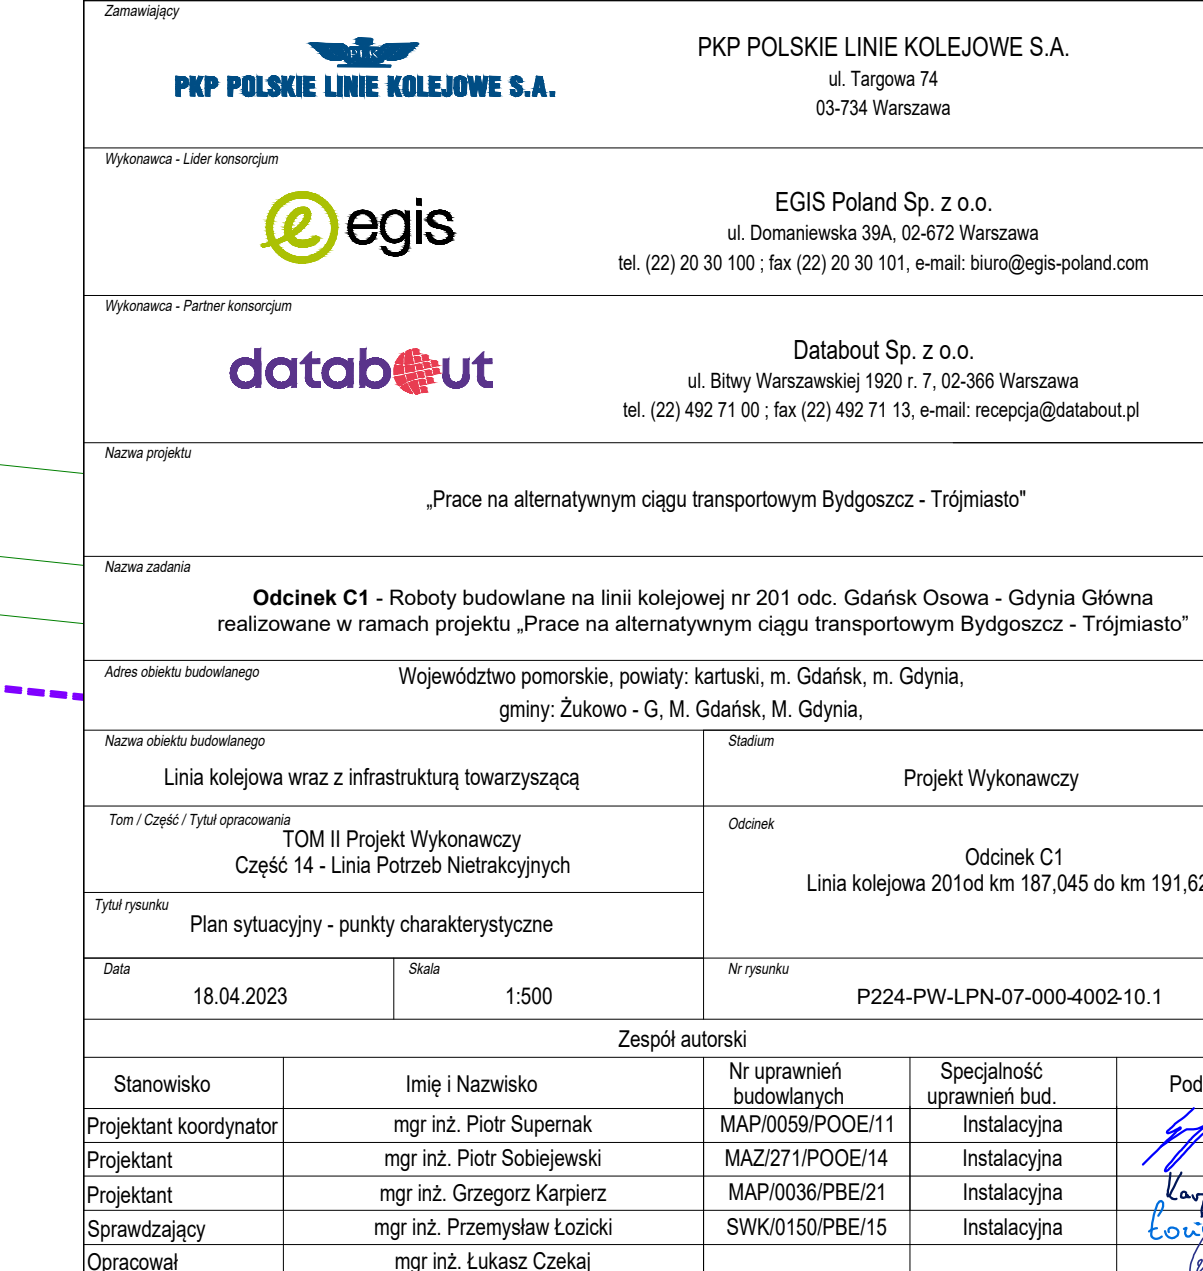 Zamawiający
PKP POLSKIE LINIE KOLEJOWE S.A.
PKP POLSKIE LINIE KOLEJOWE S.A.
ul. Targowa 74
03-734 Warszawa
Wykonawca - Lider konsorcjum
e egis
EGIS Poland Sp. z o.o.
ul. Domaniewska 39A, 02-672 Warszawa
tel. (22) 20 30 100 ; fax (22) 20 30 101, e-mail: biuro@egis-poland.com
Wykonawca - Partner konsorcjum
databout
Databout Sp. z o.o.
ul. Bitwy Warszawskiej 1920 r. 7, 02-366 Warszawa
tel. (22) 492 71 00 ; fax (22) 492 71 13, e-mail: recepcja@databout.pl
Nazwa projektu
„Prace na alternatywnym ciągu transportowym Bydgoszcz - Trójmiasto"
Nazwa zadania
Odcinek C1 - Roboty budowlane na linii kolejowej nr 201 odc. Gdańsk Osowa - Gdynia Główna
realizowane w ramach projektu „Prace na alternatywnym ciągu transportowym Bydgoszcz - Trójmiasto”
Adres obiektu budowlanego
Województwo pomorskie, powiaty: kartuski, m. Gdańsk, m. Gdynia,
gminy: Żukowo - G, M. Gdańsk, M. Gdynia,
Nazwa obiektu budowlanego
Linia kolejowa wraz z infrastrukturą towarzyszącą
Stadium
Projekt Wykonawczy
Tom / Część / Tytuł opracowania
TOM II Projekt Wykonawczy
Część 14 - Linia Potrzeb Nietrakcyjnych
Odcinek
Odcinek C1
Linia kolejowa 201od km 187,045 do km 191,62
Tytuł rysunku
Plan sytuacyjny - punkty charakterystyczne
Data
18.04.2023
Skala
1:500
Nr rysunku
P224-PW-LPN-07-000-4002-10.1
Zespół autorski
Stanowisko Imię i Nazwisko Nr uprawnień budowlanych Specjalność uprawnień bud. Pod
Projektant koordynator mgr inż. Piotr Supernak MAP/0059/POOE/11 Instalacyjna
Projektant mgr inż. Piotr Sobiejewski MAZ/271/POOE/14 Instalacyjna
Projektant mgr inż. Grzegorz Karpierz MAP/0036/PBE/21 Instalacyjna
Sprawdzający mgr inż. Przemysław Łozicki SWK/0150/PBE/15 Instalacyjna
Opracował mgr inż. Łukasz Czekaj